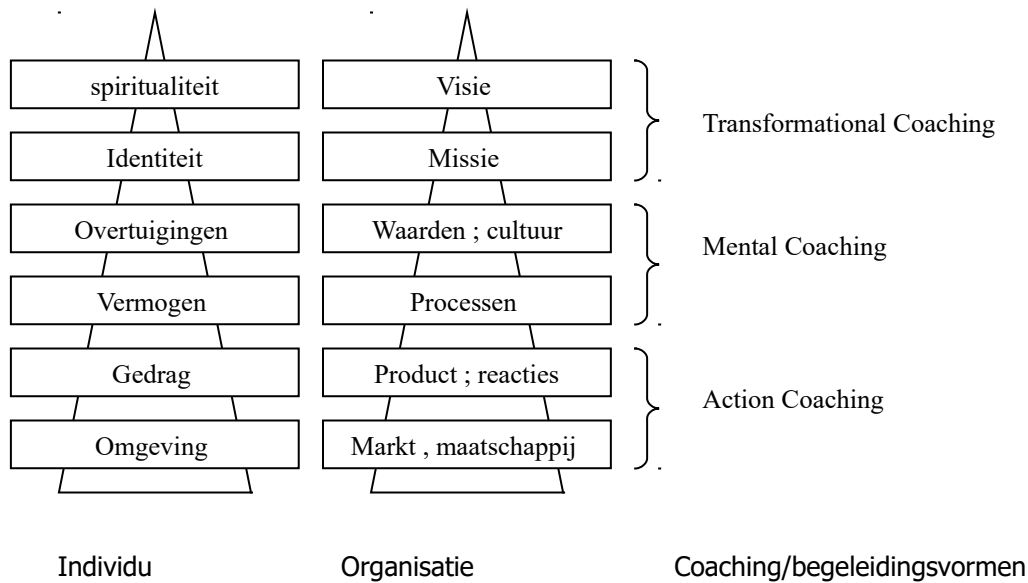 spiritualiteit
Visie
Transformational Coaching
Identiteit
Missie
Overtuigingen
Waarden ; cultuur
Mental Coaching
Vermogen
Processen
Gedrag
Product ; reacties
Action Coaching
Omgeving
Markt , maatschappij
Individu
Organisatie
Coaching/begeleidingsvormen